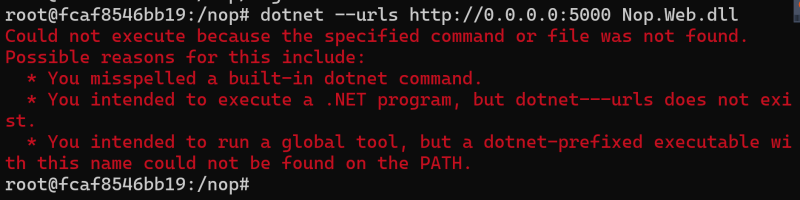 root@fcaf8546bb19:/nop# dotnet --urls http://0.0.0.0:5000 Nop.Web.dll
Could not execute because the specified command or file was not found.
Possible reasons for this include:
  * You misspelled a built-in dotnet command.
  * You intended to execute a .NET program, but dotnet---urls does not exi
st.
  * You intended to run a global tool, but a dotnet-prefixed executable wi
th this name could not be found on the PATH.
root@fcaf8546bb19:/nop#